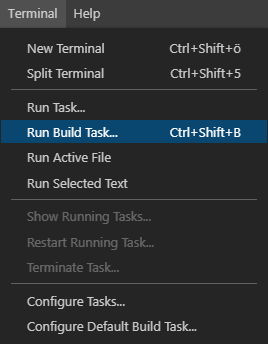 Terminal Help
New Terminal Ctrl+Shift+ö
Split Terminal Ctrl+Shift+5
Run Task...
Run Build Task... Ctrl+Shift+B
Run Active File
Run Selected Text
Show Running Tasks...
Restart Running Task...
Terminate Task...
Configure Tasks...
Configure Default Build Task...